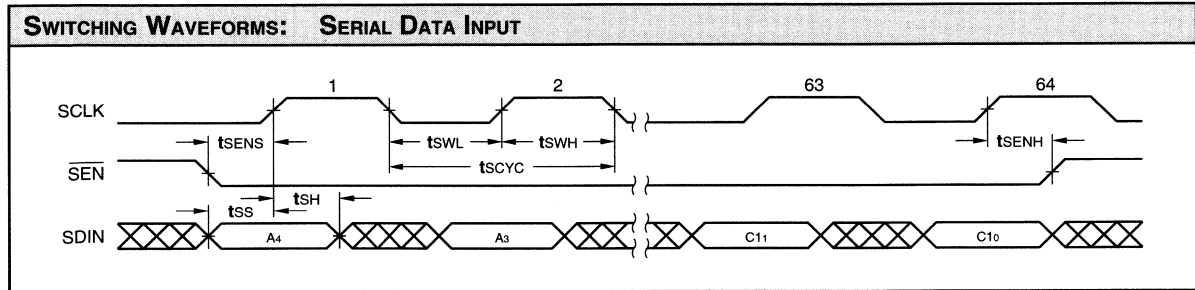 SWITCHING WAVEFORMS: SERIAL DATA INPUT
1 2 63 64
SCLK
tSENS tSWL tSWH tSENH
SEN
tSCYC
tSS tSH
SDIN A4 A3 C11 C10